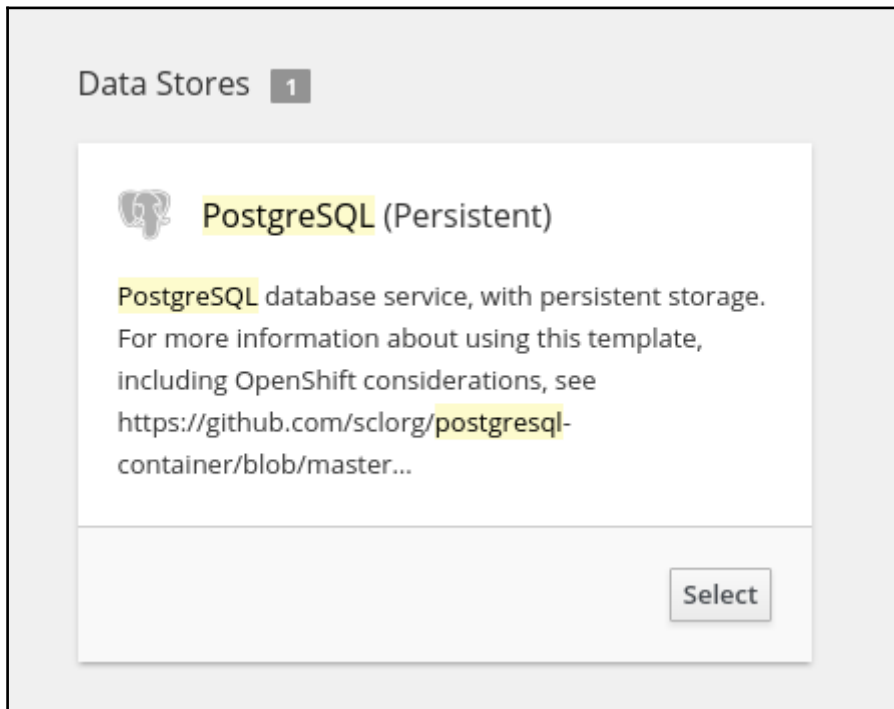 Data Stores 1
PostgreSQL (Persistent)
PostgreSQL database service, with persistent storage.
For more information about using this template,
including OpenShift considerations, see
https://github.com/sclorg/postgresql-
container/blob/master...
Select